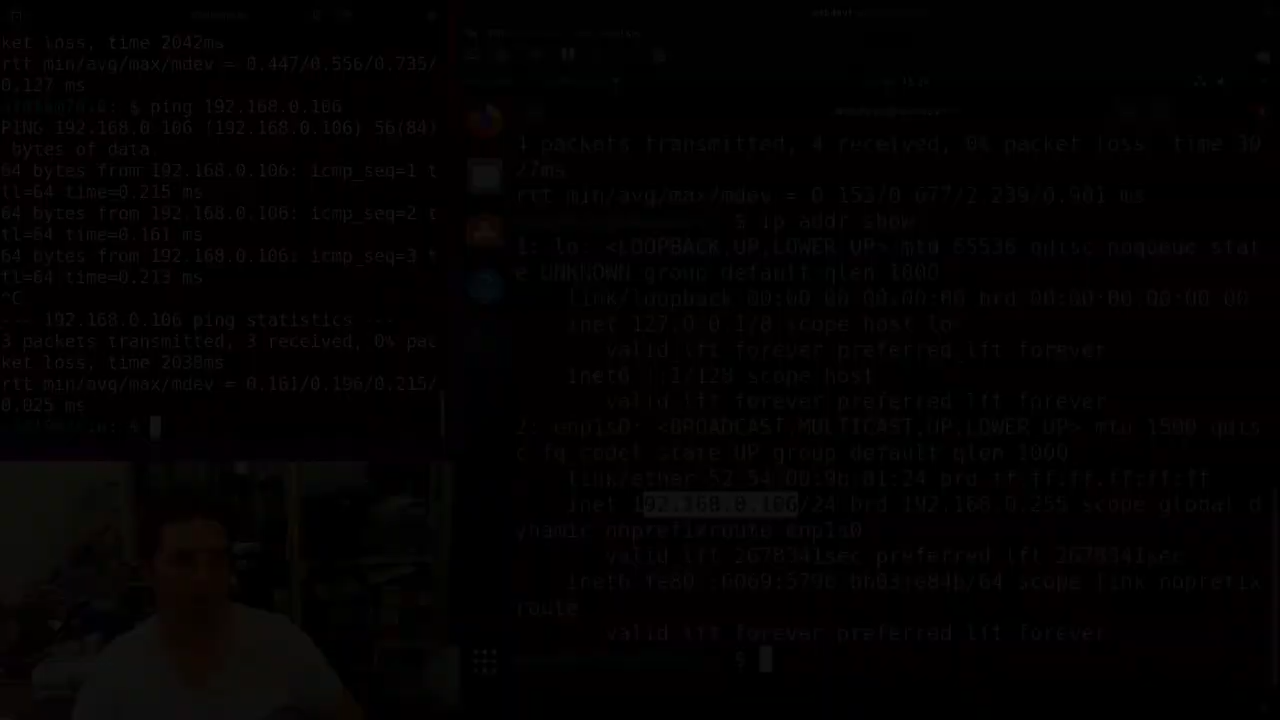 ket loss, time 2042ms
rtt min/avg/max/mdev = 0.447/0.556/0.735/
0.127 ms
$ ping 192.168.0.106
PING 192.168.0.106 (192.168.0.106) 56(84)
bytes of data.
64 bytes from 192.168.0.106: icmp_seq=1 t
tl=64 time=0.215 ms
64 bytes from 192.168.0.106: icmp_seq=2 t
tl=64 time=0.161 ms
64 bytes from 192.168.0.106: icmp_seq=3 t
tl=64 time=0.213 ms
^C
--- 192.168.0.106 ping statistics ---
3 packets transmitted, 3 received, 0% pac
ket loss, time 2038ms
rtt min/avg/max/mdev = 0.161/0.196/0.215/
0.025 ms
$
4 packets transmitted, 4 received, 0% packet loss, time 30
27ms
rtt min/avg/max/mdev = 0.153/0.677/2.239/0.901 ms
$ ip addr show
1: lo: <LOOPBACK,UP,LOWER_UP> mtu 65536 qdisc noqueue stat
e UNKNOWN group default qlen 1000
link/loopback 00:00:00:00:00:00 brd 00:00:00:00:00:00
inet 127.0.0.1/8 scope host lo
valid_lft forever preferred_lft forever
inet6 ::1/128 scope host
valid_lft forever preferred_lft forever
2: enp1s0: <BROADCAST,MULTICAST,UP,LOWER_UP> mtu 1500 qdis
c fq_codel state UP group default qlen 1000
link/ether brd ff:ff:ff:ff:ff:ff
inet 192.168.0.106/24 brd 192.168.0.255 scope global d
ynamic noprefixroute enp1s0
valid_lft 2678341sec preferred_lft 2678341sec
inet6 scope link noprefix
route
valid_lft forever preferred_lft forever
$